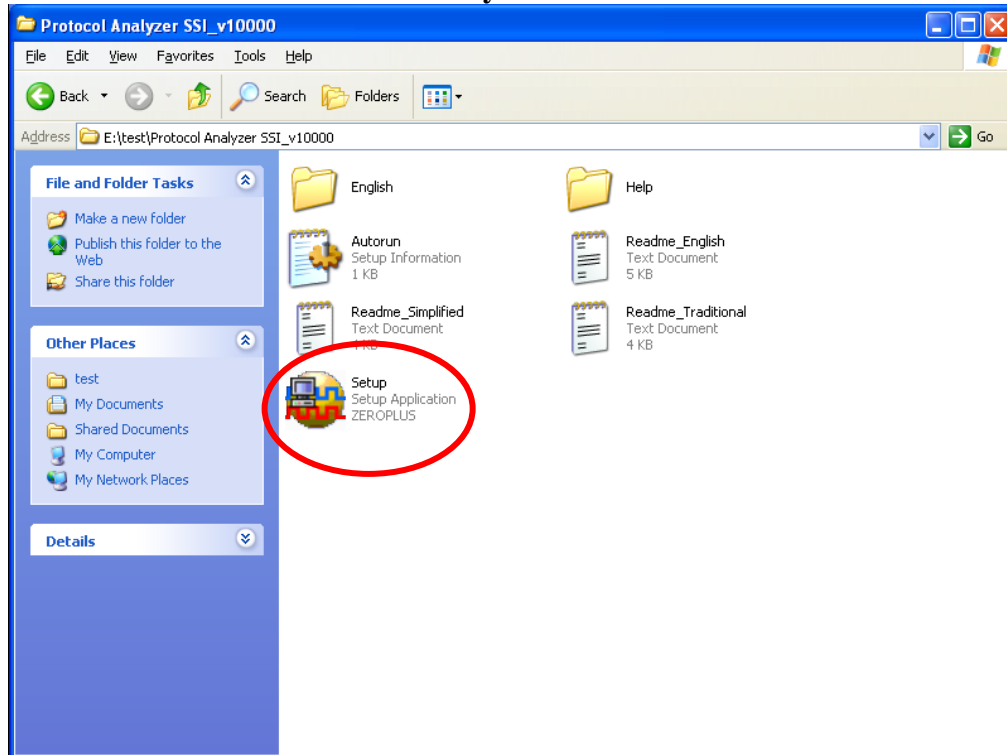 Protocol Analyzer SSI_v10000
File Edit View Favorites Tools Help
Back Search Folders
Address E:\test\Protocol Analyzer SSI_v10000 Go
File and Folder Tasks
Make a new folder
Publish this folder to the
Web
Share this folder
Other Places
test
My Documents
Shared Documents
My Computer
My Network Places
Details
English
Help
Autorun
Setup Information
1 KB
Readme_English
Text Document
5 KB
Readme_Simplified
Text Document
KB
Readme_Traditional
Text Document
4 KB
Setup
Setup Application
ZEROPLUS